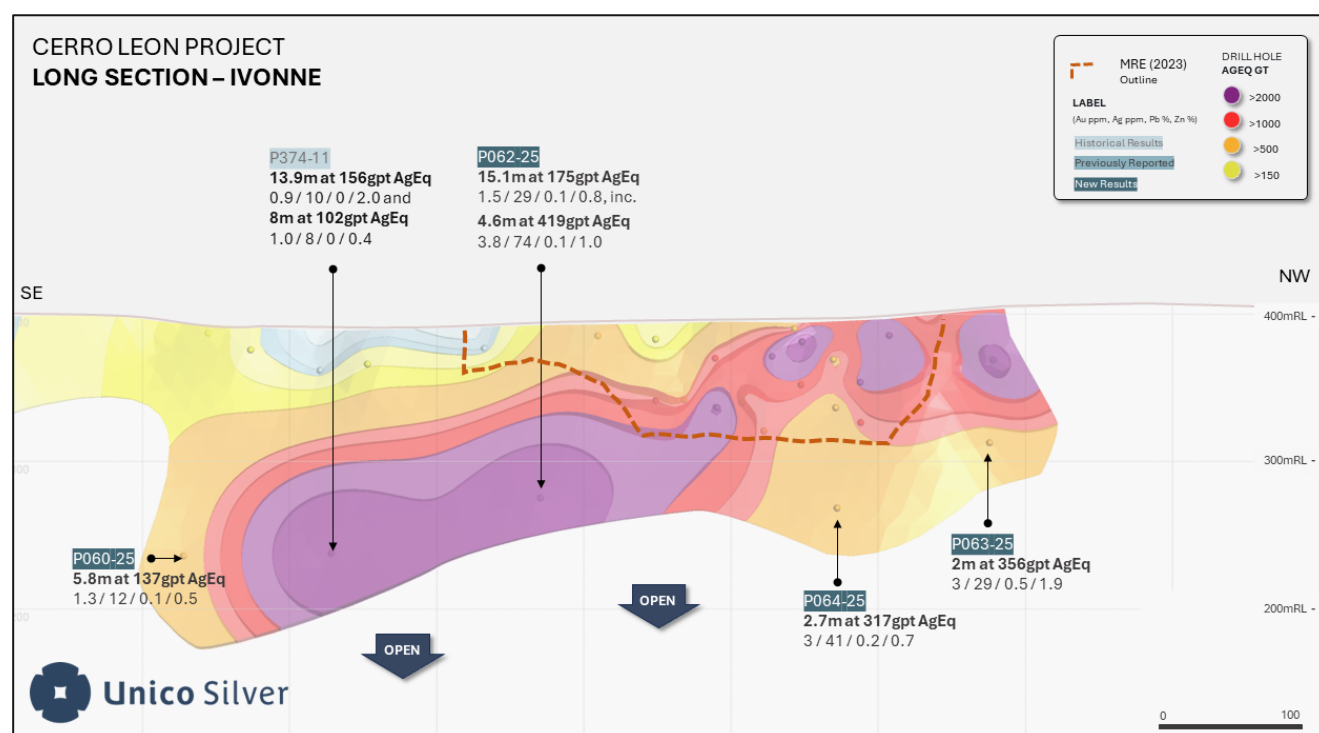 CERRO LEON PROJECT
LONG SECTION – IVONNE
MRE (2023)
Outline
LABEL
(Au ppm, Ag ppm, Pb %, Zn %)
Historical Results
Previously Reported
New Results
DRILL HOLE
AGEQ GT
>2000
>1000
>500
>150
P374-11
13.9m at 156gpt AgEq
0.9 / 10 / 0 / 2.0 and
8m at 102gpt AgEq
1.0 / 8 / 0 / 0.4
P062-25
15.1m at 175gpt AgEq
1.5 / 29 / 0.1 / 0.8, inc.
4.6m at 419gpt AgEq
3.8 / 74 / 0.1 / 1.0
SE
NW
400mRL -
300mRL -
200mRL -
P060-25
5.8m at 137gpt AgEq
1.3 / 12 / 0.1 / 0.5
P063-25
2m at 356gpt AgEq
3 / 29 / 0.5 / 1.9
P064-25
2.7m at 317gpt AgEq
3 / 41 / 0.2 / 0.7
OPEN
OPEN
Unico Silver
0 100